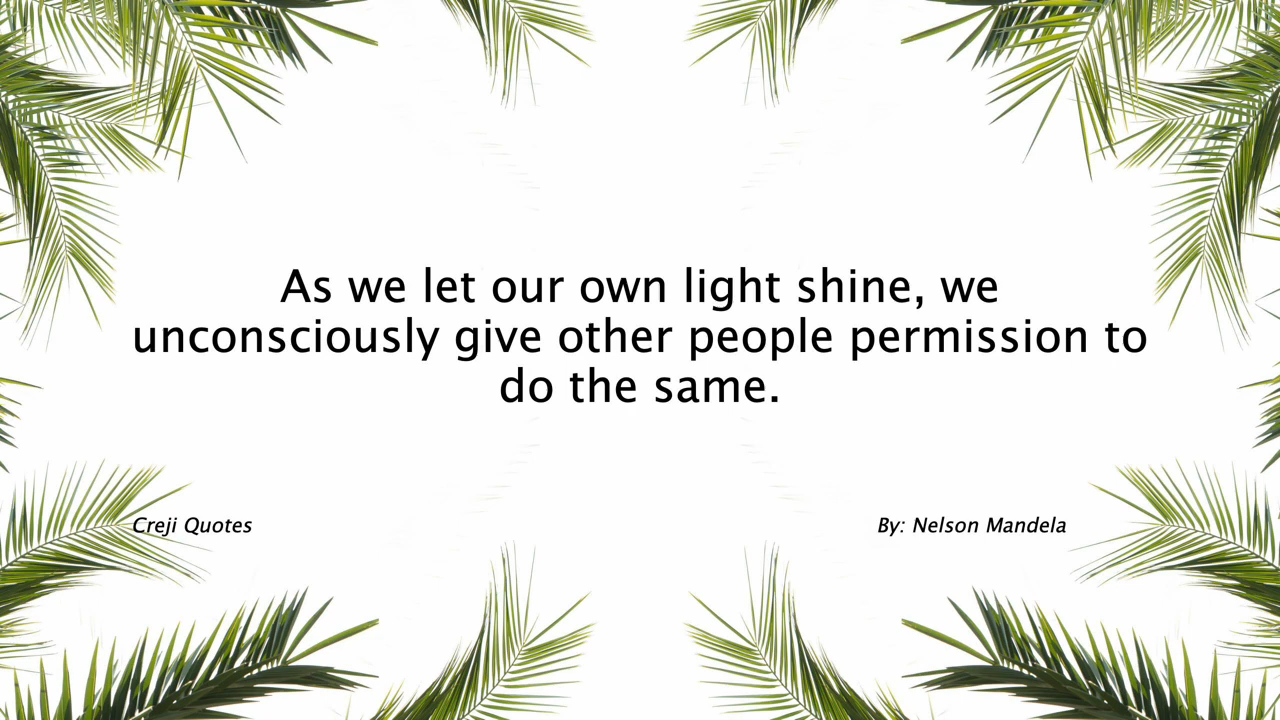 As we let our own light shine, we
unconsciously give other people permission to
do the same.
Creji Quotes
By: Nelson Mandela